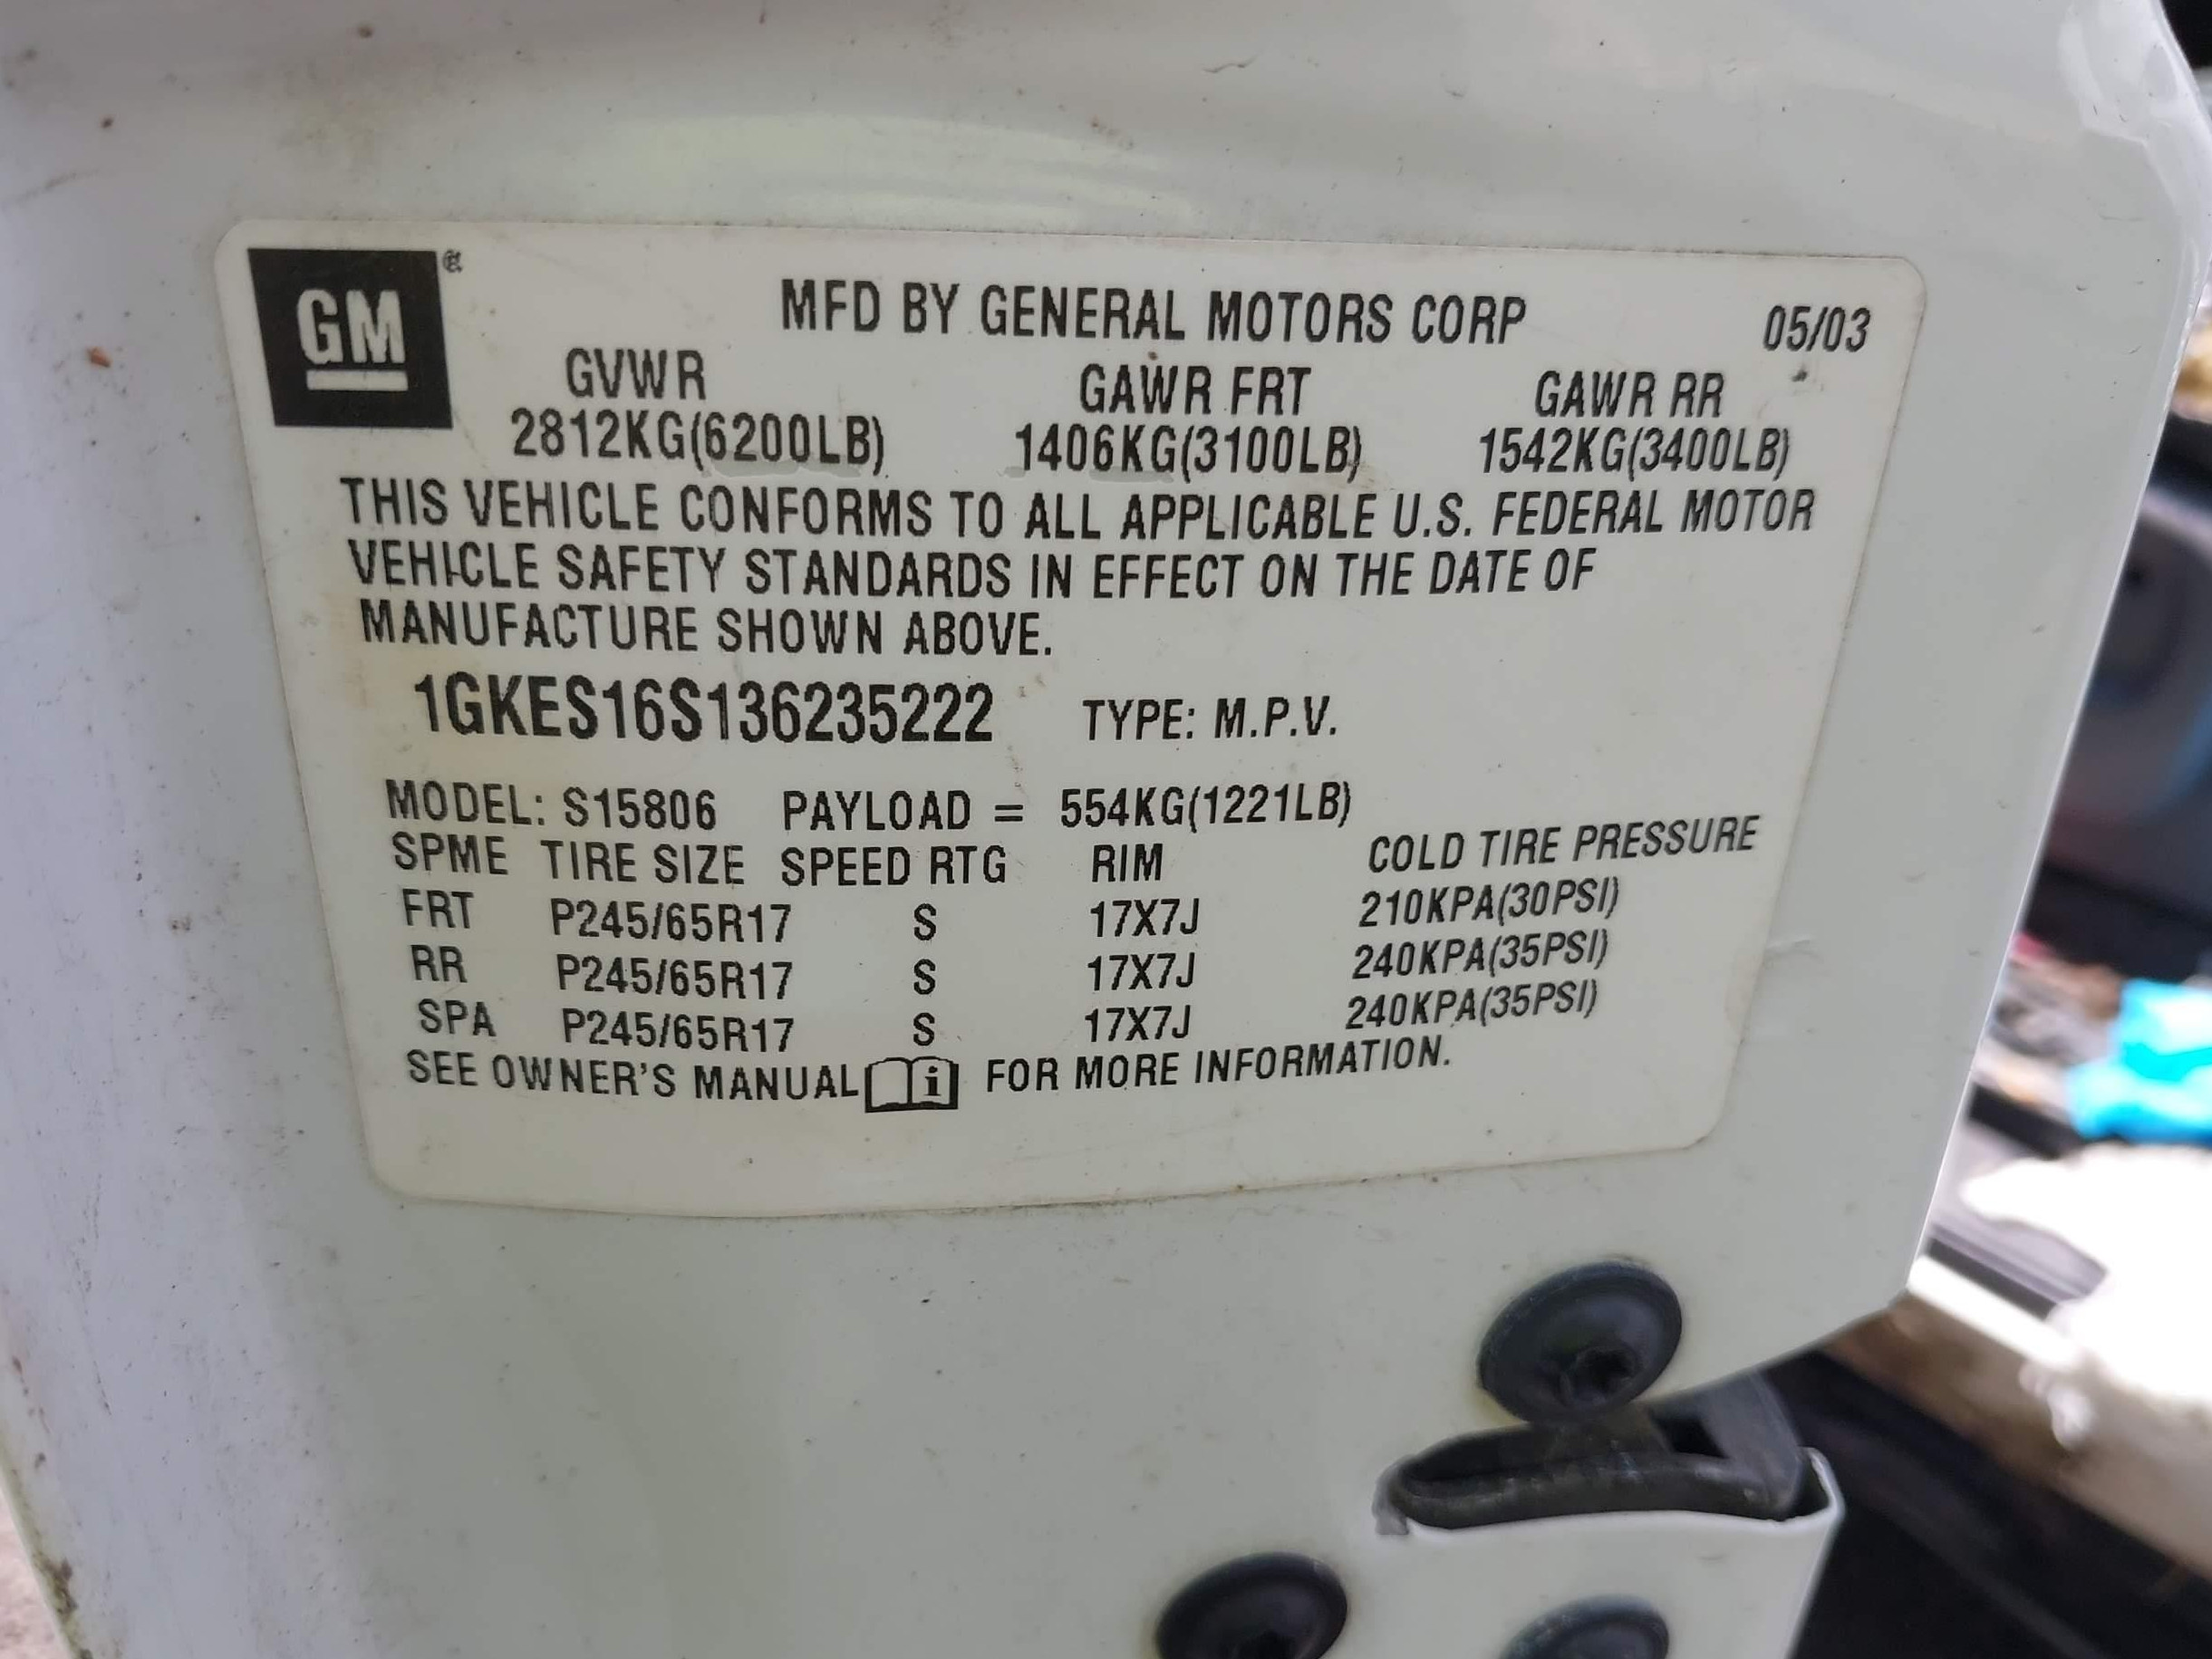 GM
MFD BY GENERAL MOTORS CORP 05/03
GVWR GAWR FRT GAWR RR
2812KG(6200LB) 1406KG(3100LB) 1542KG(3400LB)
THIS VEHICLE CONFORMS TO ALL APPLICABLE U.S. FEDERAL MOTOR
VEHICLE SAFETY STANDARDS IN EFFECT ON THE DATE OF
MANUFACTURE SHOWN ABOVE.
1GKES16S136235222 TYPE: M.P.V.
MODEL: S15806 PAYLOAD = 554KG(1221LB)
SPME TIRE SIZE SPEED RTG RIM COLD TIRE PRESSURE
FRT P245/65R17 S 17X7J 210KPA(30PSI)
RR P245/65R17 S 17X7J 240KPA(35PSI)
SPA P245/65R17 S 17X7J 240KPA(35PSI)
SEE OWNER'S MANUAL i FOR MORE INFORMATION.